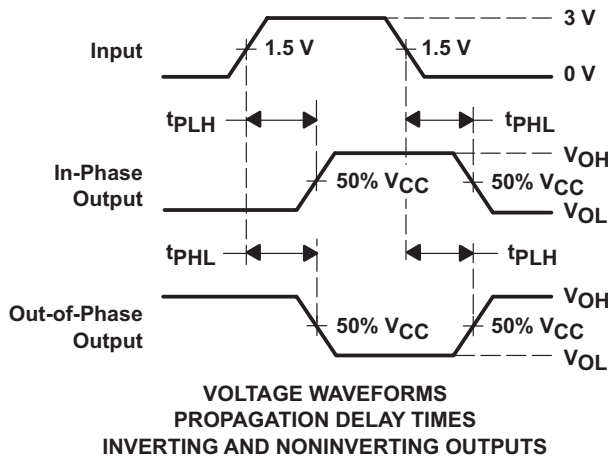 3 V
Input
1.5 V
1.5 V
0 V
tPLH
tPHL
VOH
In-Phase
Output
50% VCC
50% VCC
VOL
tPHL
tPLH
VOH
Out-of-Phase
Output
50% VCC
50% VCC
VOL
VOLTAGE WAVEFORMS
PROPAGATION DELAY TIMES
INVERTING AND NONINVERTING OUTPUTS